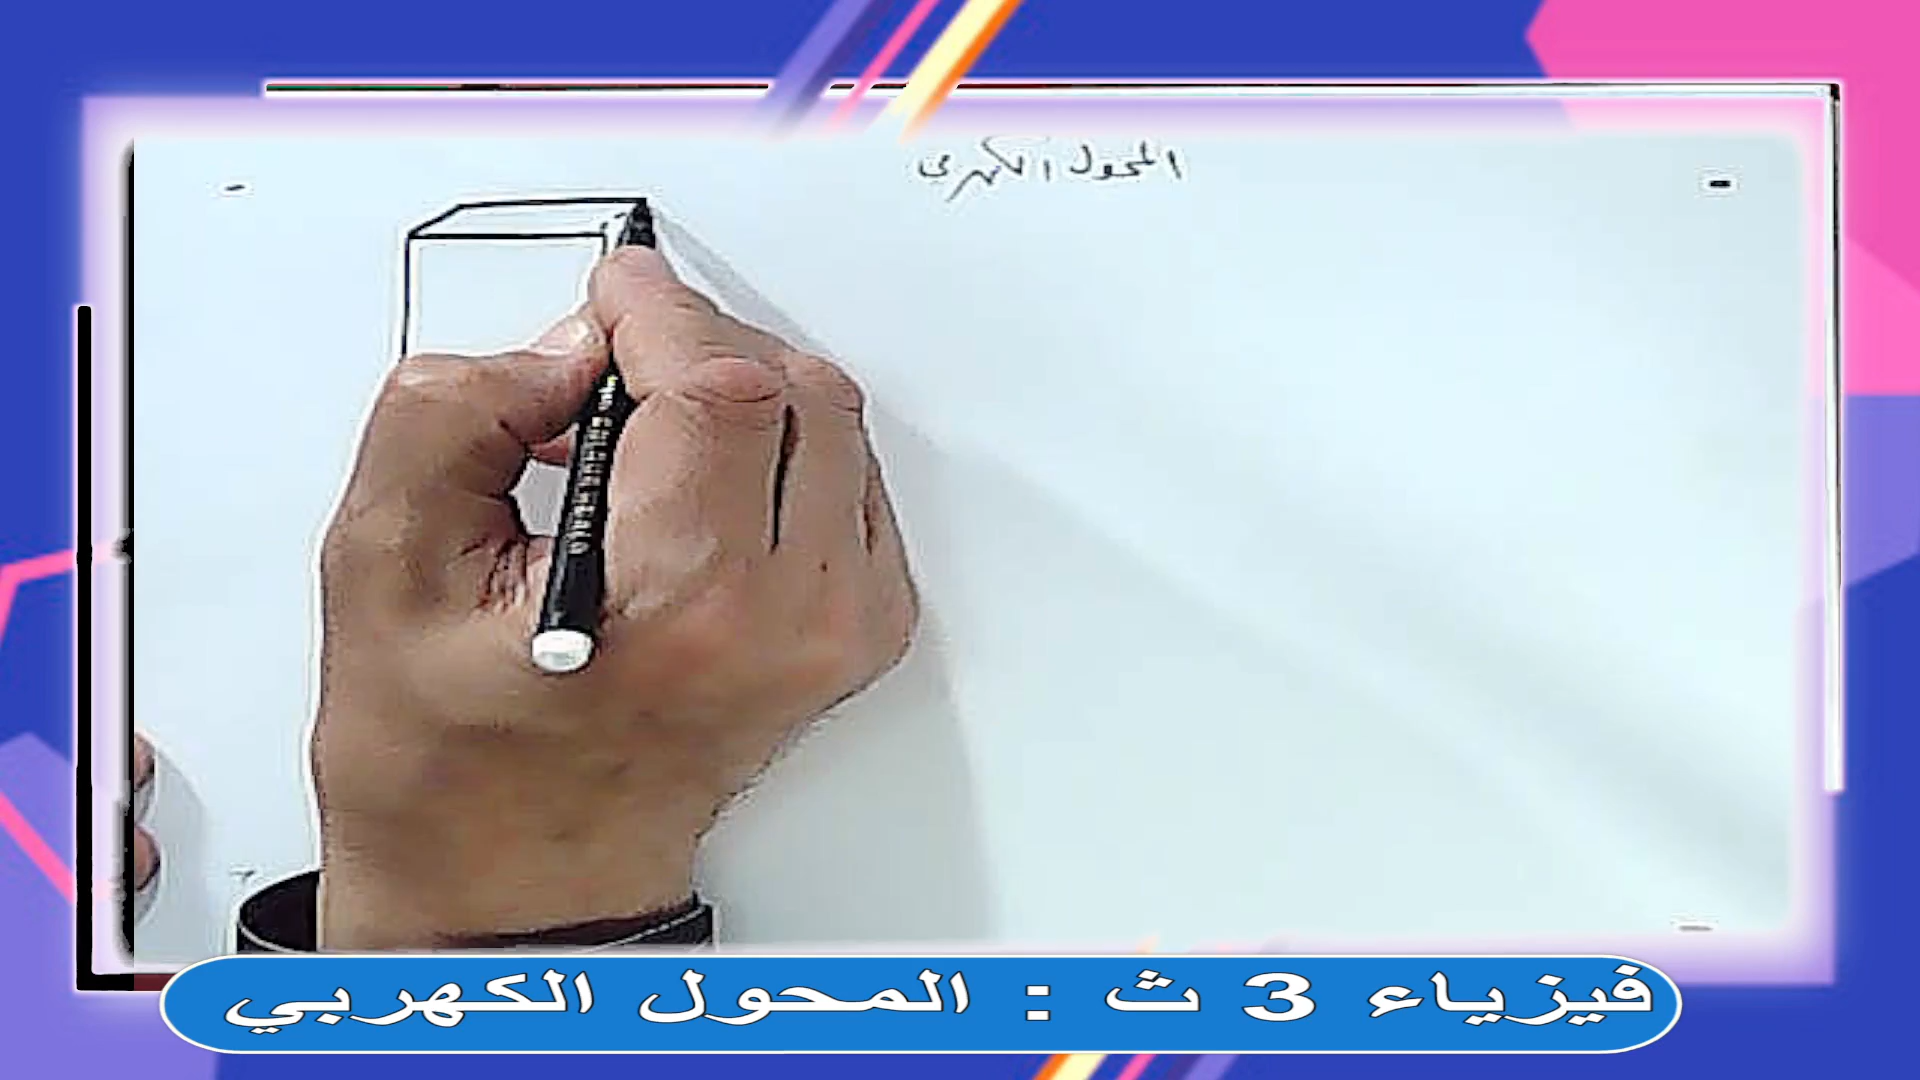 المحول الكهربي
فيزياء 3 ث : المحول الكهربي